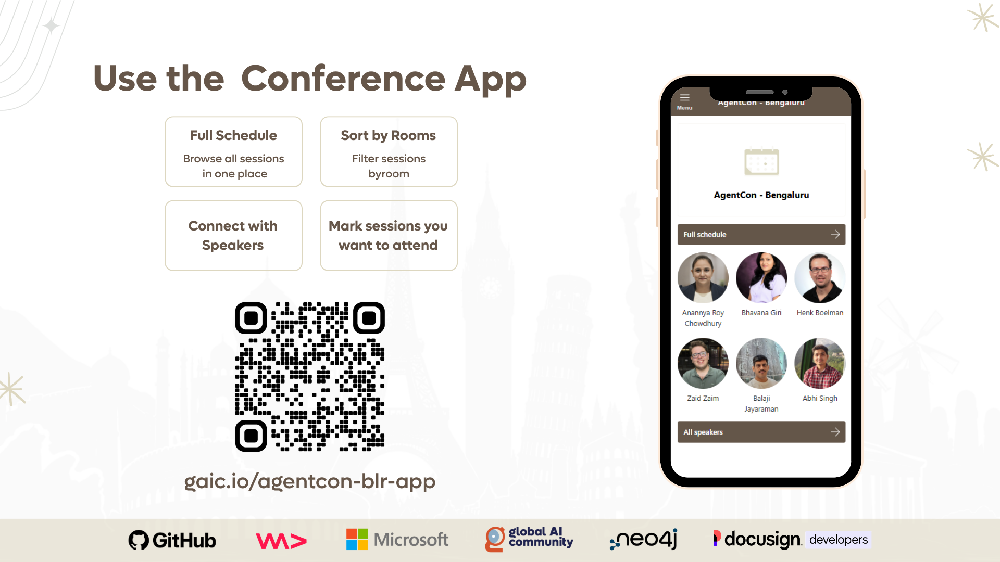 Use the Conference App
Full Schedule
Browse all sessions
in one place
Sort by Rooms
Filter sessions
byroom
Connect with
Speakers
Mark sessions you
want to attend
gaic.io/agentcon-blr-app
Menu
AgentCon - Bengaluru
AgentCon - Bengaluru
Full schedule
Anannya Roy
Chowdhury
Bhavana Giri
Henk Boelman
Zaid Zaim
Balaji
Jayaraman
Abhi Singh
All speakers
GitHub
Microsoft
global AI
community
neo4j
docusign developers